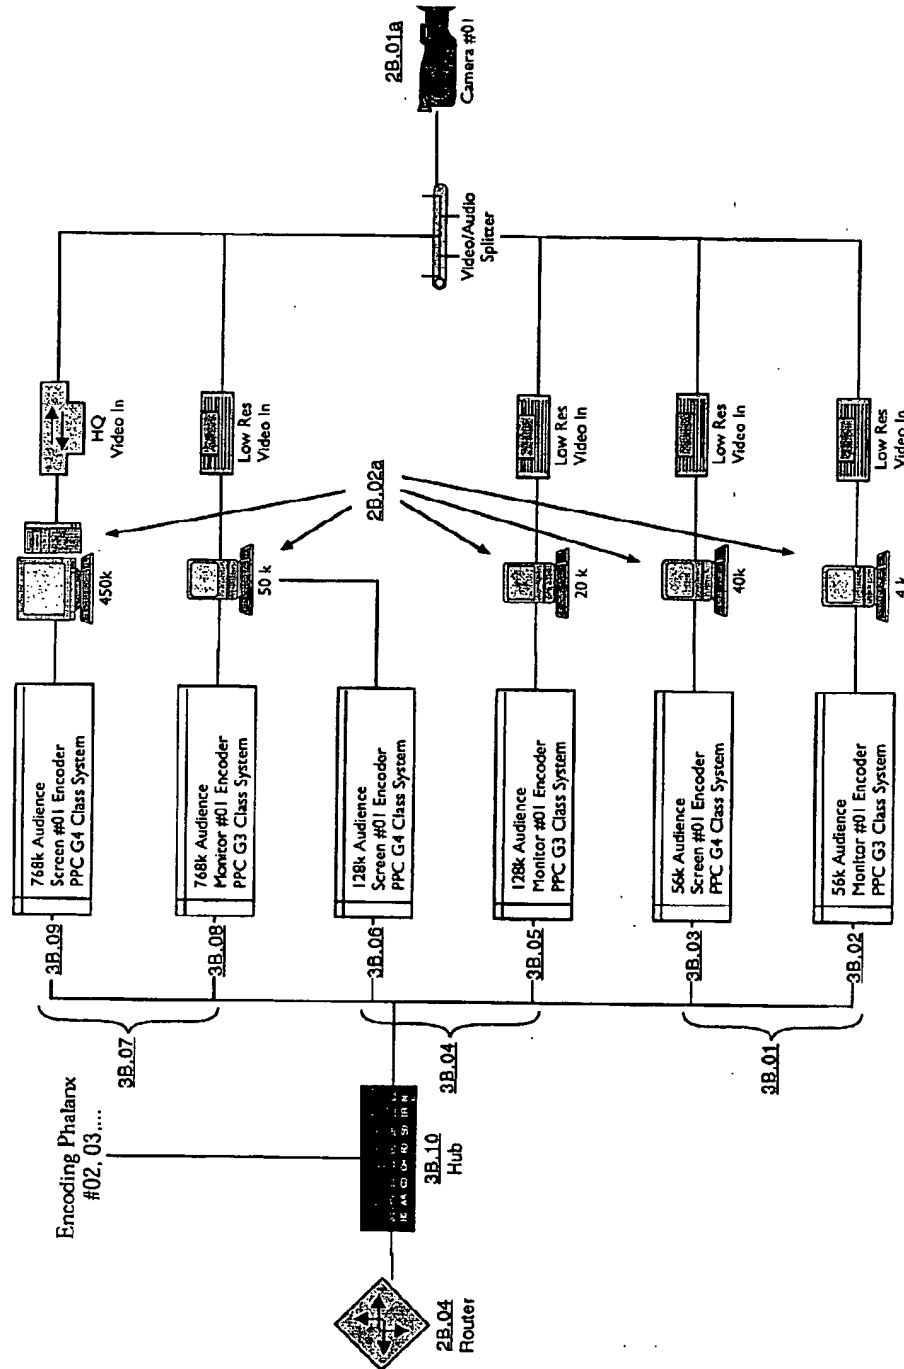 Encoding Phalanx
#02, 03,....
3B.07
3B.09
768k Audience
Screen #01 Encoder
PPC G4 Class System
450k
HQ
Video In
3B.08
768k Audience
Monitor #01 Encoder
PPC G3 Class System
50 k
Low Res
Video In
2B.04
Router
3B.10
Hub
3B.04
3B.06
128k Audience
Screen #01 Encoder
PPC G4 Class System
2B.02a
Video/Audio
Splitter
2B.01a
Camera #01
3B.05
128k Audience
Monitor #01 Encoder
PPC G3 Class System
20 k
Low Res
Video In
3B.01
3B.03
56k Audience
Screen #01 Encoder
PPC G4 Class System
40k
Low Res
Video In
3B.02
56k Audience
Monitor #01 Encoder
PPC G3 Class System
4 k
Low Res
Video In